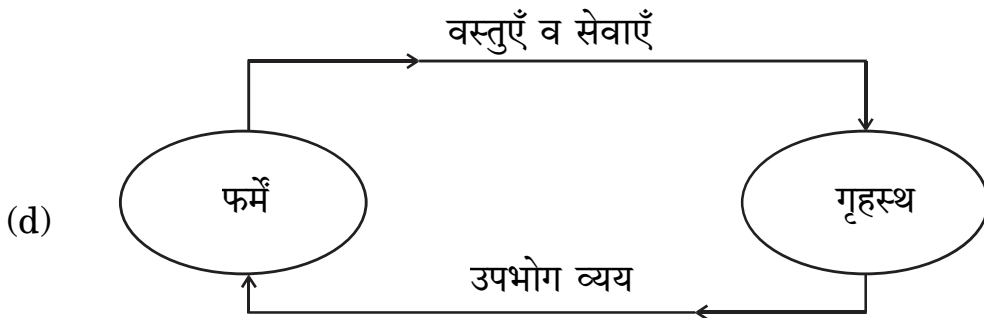 वस्तुएँ व सेवाएँ
(d)
फर्में
गृहस्थ
उपभोग व्यय